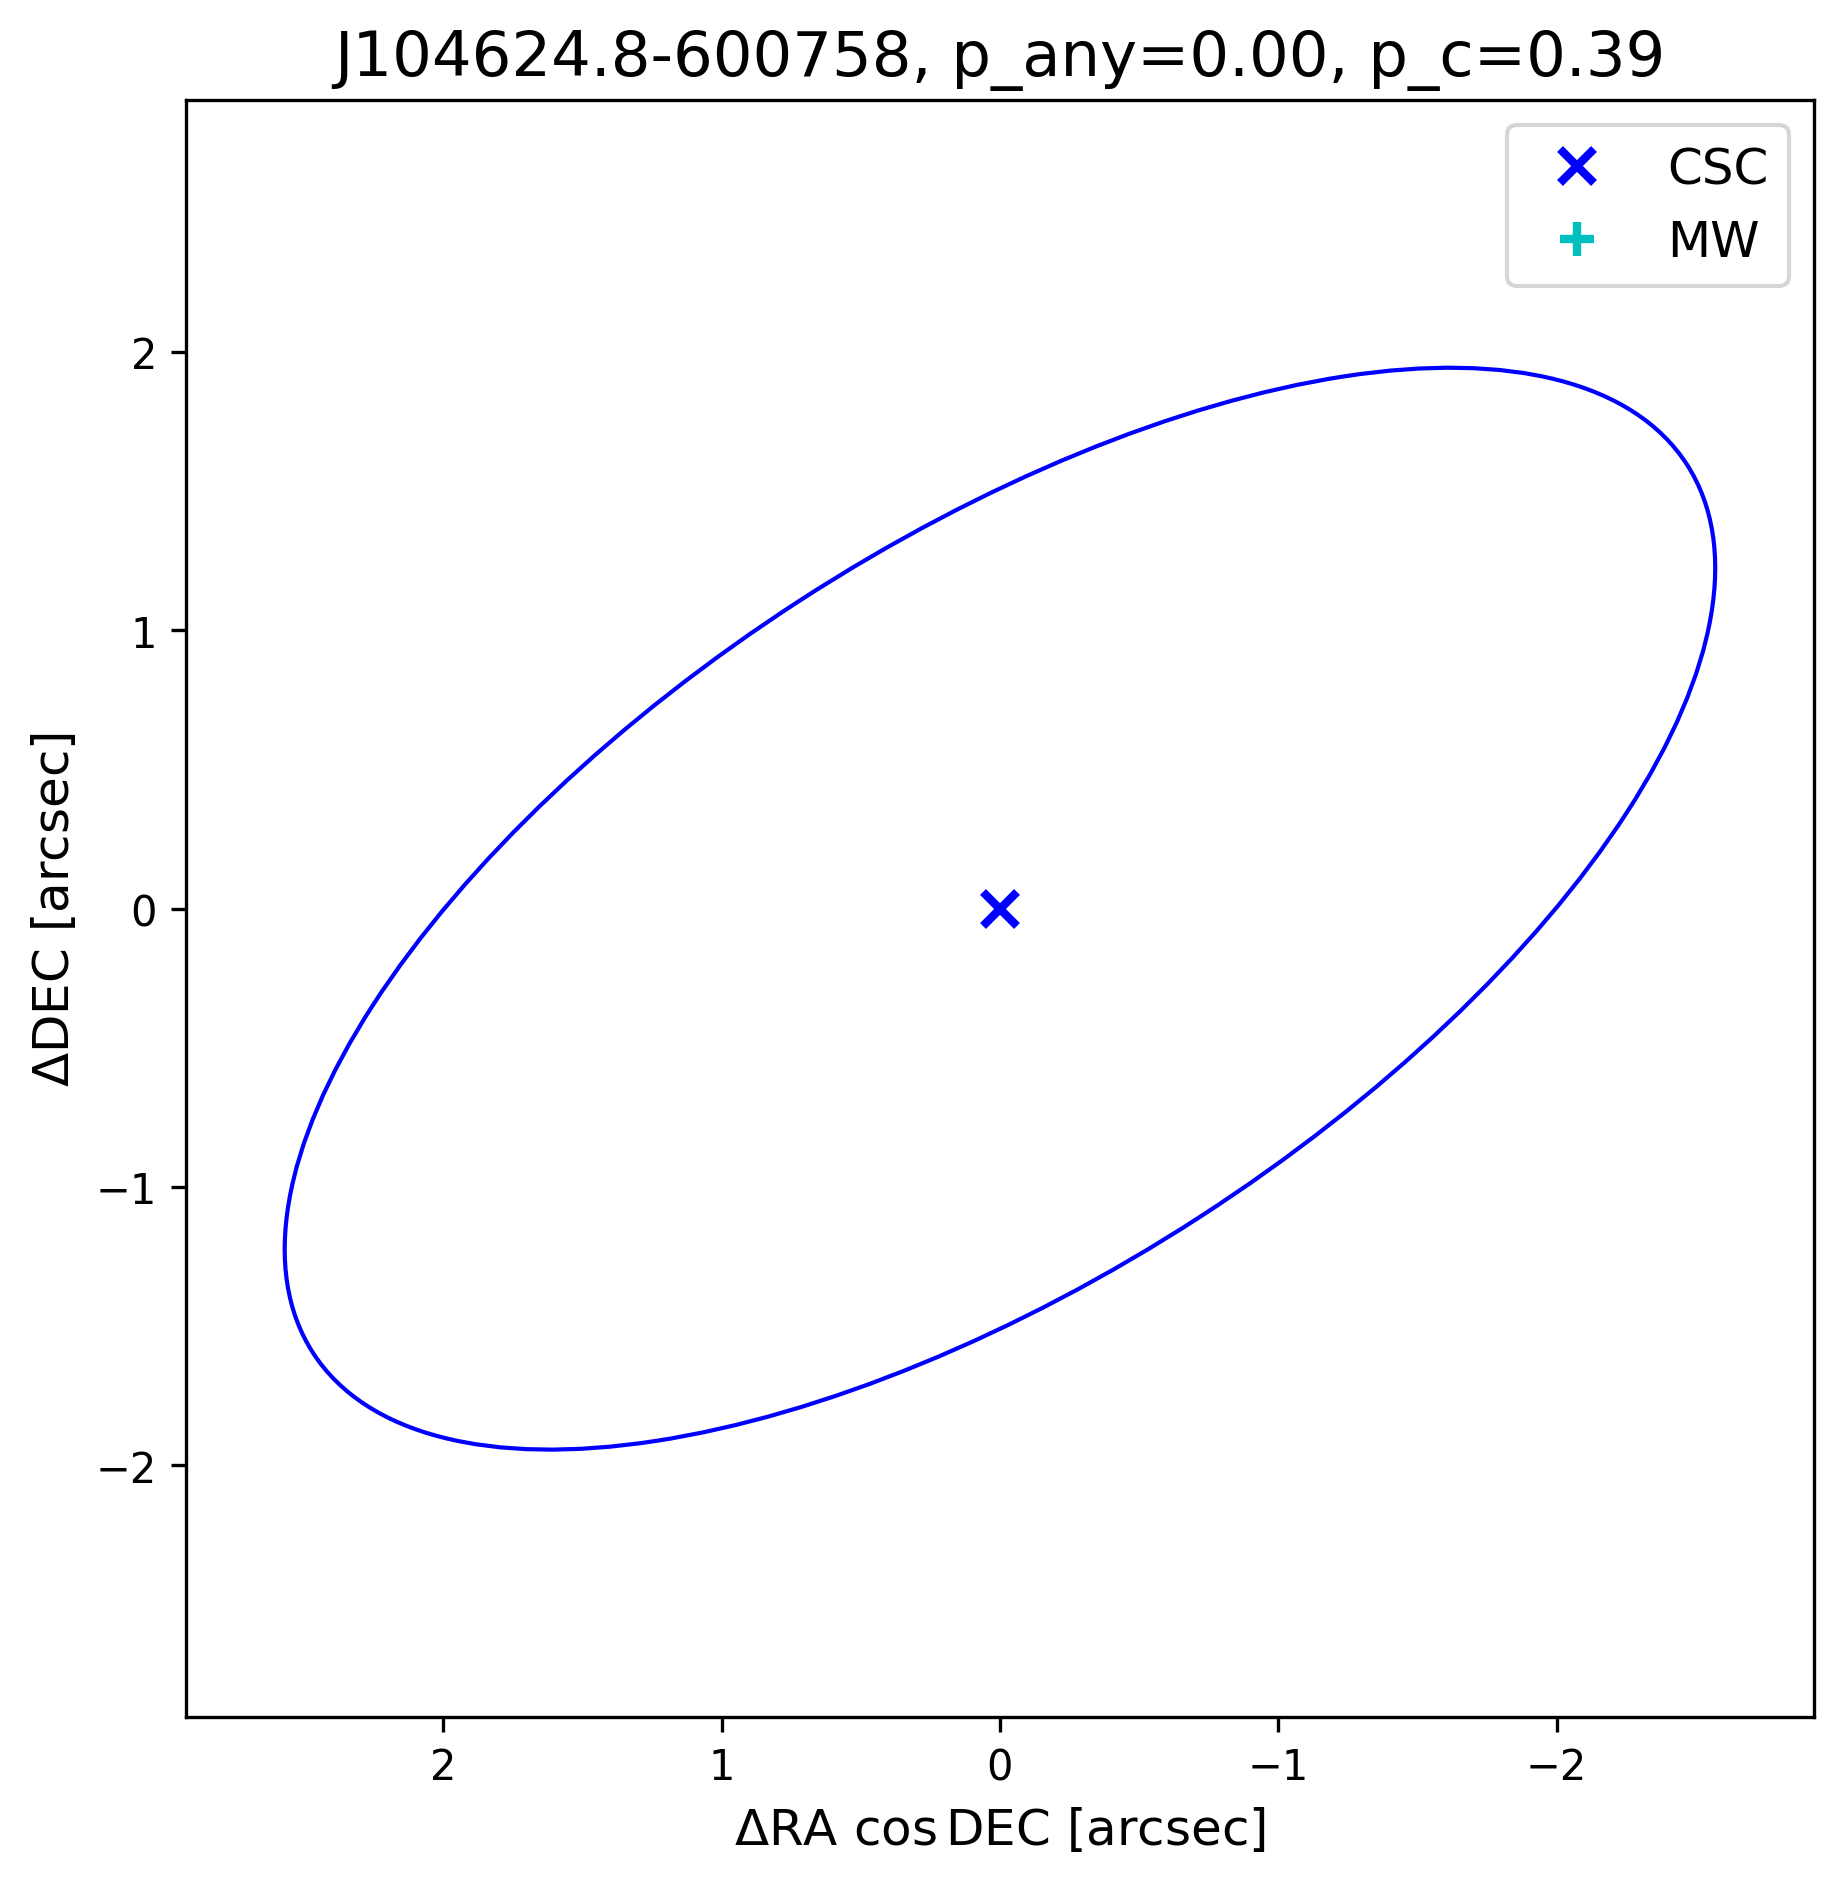 J104624.8-600758, p_any=0.00, p_c=0.39
CSC
MW
2
1
0
−1
−2
ΔDEC [arcsec]
2 1 0 −1 −2
ΔRA cos DEC [arcsec]